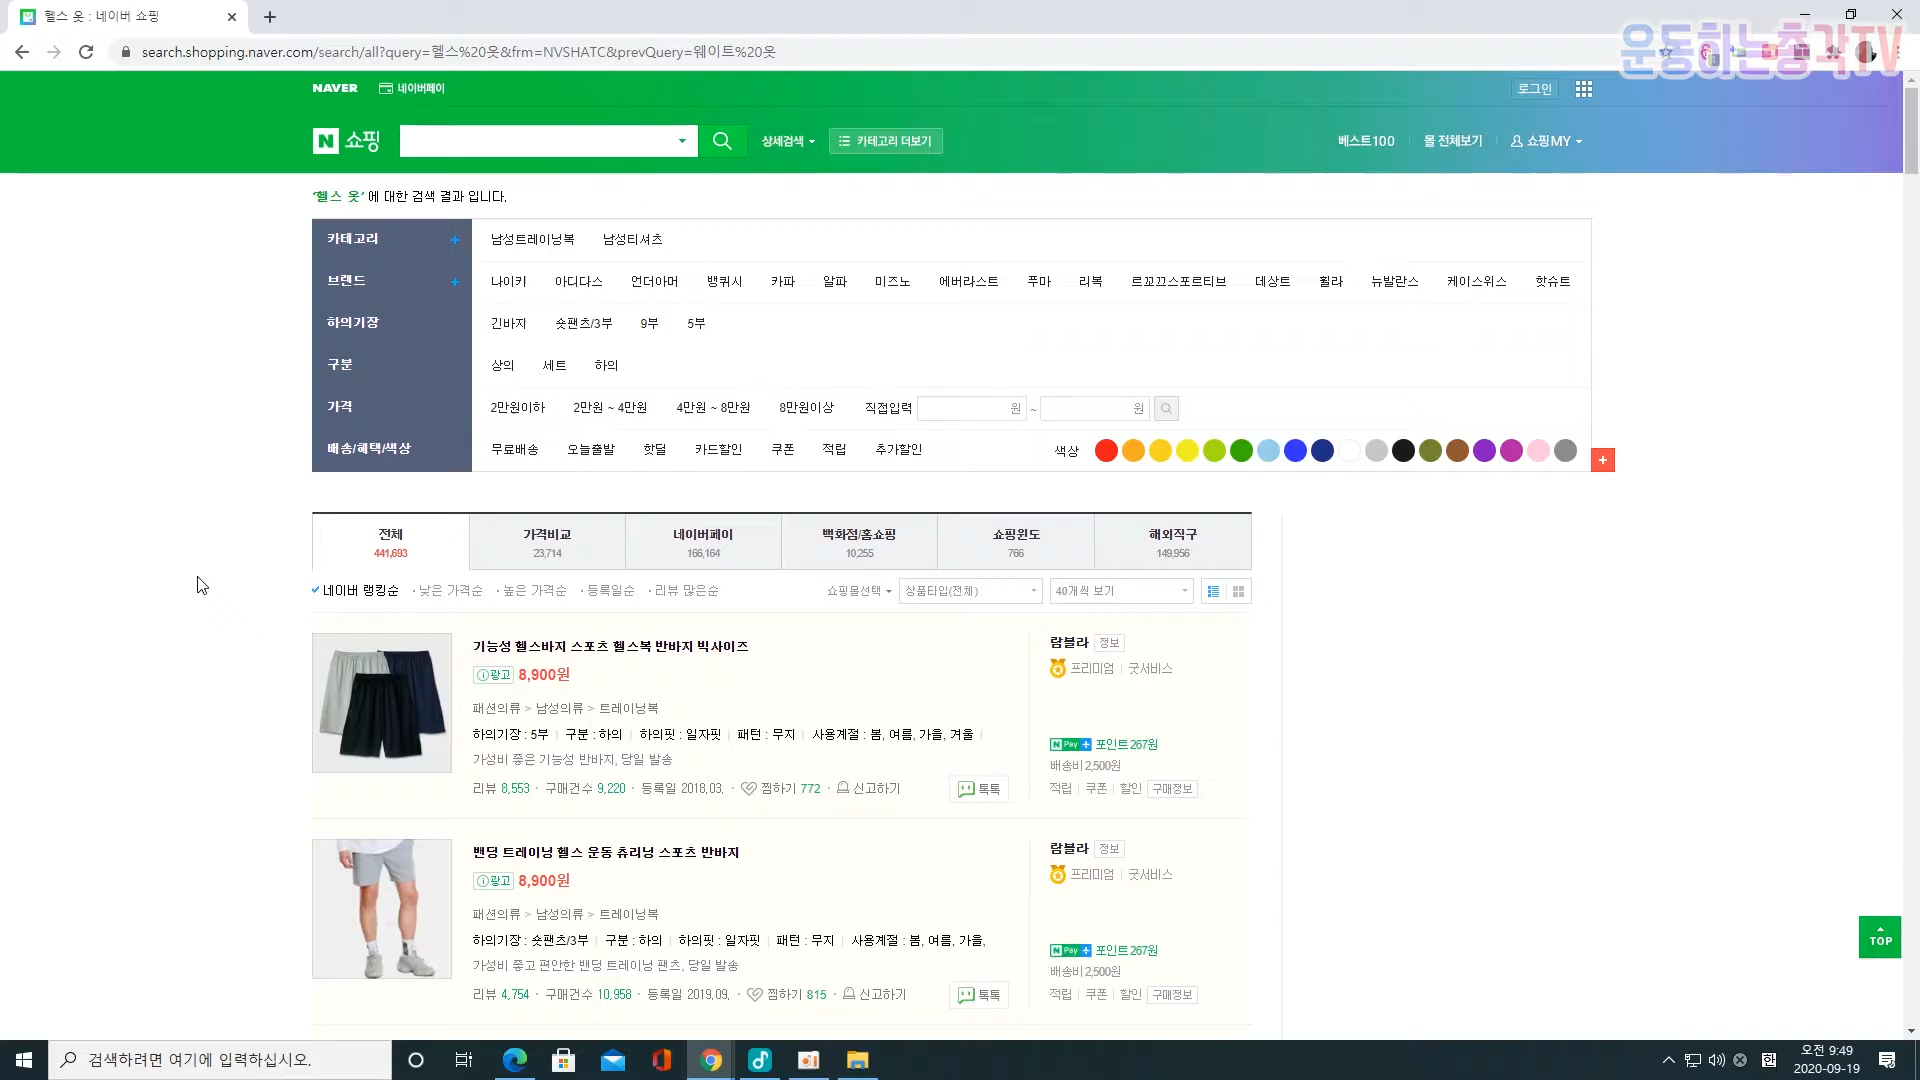 헬스 옷 : 네이버 쇼핑
search.shopping.naver.com/search/all?query=헬스%20옷&frm=NVSHATC&prevQuery=웨이트%20옷
운동하는총각TV
NAVER 네이버페이 로그인
N 쇼핑 상세검색 카테고리 더보기 베스트100 몰 전체보기 쇼핑MY
'헬스 옷' 에 대한 검색 결과 입니다.
카테고리 + 남성트레이닝복 남성티셔츠
브랜드 + 나이키 아디다스 언더아머 뱅퀴시 카파 알파 미즈노 에버라스트 푸마 리복 르꼬끄스포르티브 데상트 휠라 뉴발란스 케이스위스 핫슈트
하의기장 긴바지 숏팬츠/3부 9부 5부
구분 상의 세트 하의
가격 2만원이하 2만원 ~ 4만원 4만원 ~ 8만원 8만원이상 직접입력 원 ~ 원
배송/혜택/색상 무료배송 오늘출발 핫딜 카드할인 쿠폰 적립 추가할인 색상
+
전체 가격비교 네이버페이 백화점/홈쇼핑 쇼핑윈도 해외직구
441,693 23,714 166,164 10,255 766 149,956
네이버 랭킹순 · 낮은 가격순 · 높은 가격순 · 등록일순 · 리뷰 많은순 쇼핑몰선택 상품타입(전체) 40개씩 보기
기능성 헬스바지 스포츠 헬스복 반바지 빅사이즈
광고 8,900원
패션의류 > 남성의류 > 트레이닝복
하의기장 : 5부 | 구분 : 하의 | 하의핏 : 일자핏 | 패턴 : 무지 | 사용계절 : 봄, 여름, 가을, 겨울 |
가성비 좋은 기능성 반바지, 당일 발송
리뷰 8,553 · 구매건수 9,220 · 등록일 2018.03. · 찜하기 772 · 신고하기 톡톡
람블라 정보
프리미엄 | 굿서비스
N Pay + 포인트 267원
배송비 2,500원
적립 | 쿠폰 | 할인 구매정보
밴딩 트레이닝 헬스 운동 츄리닝 스포츠 반바지
광고 8,900원
패션의류 > 남성의류 > 트레이닝복
하의기장 : 숏팬츠/3부 | 구분 : 하의 | 하의핏 : 일자핏 | 패턴 : 무지 | 사용계절 : 봄, 여름, 가을,
가성비 좋고 편안한 밴딩 트레이닝 팬츠, 당일 발송
리뷰 4,754 · 구매건수 10,958 · 등록일 2019.09. · 찜하기 815 · 신고하기 톡톡
람블라 정보
프리미엄 | 굿서비스
N Pay + 포인트 267원
배송비 2,500원
적립 | 쿠폰 | 할인 구매정보
TOP
검색하려면 여기에 입력하십시오.
한
오전 9:49
2020-09-19